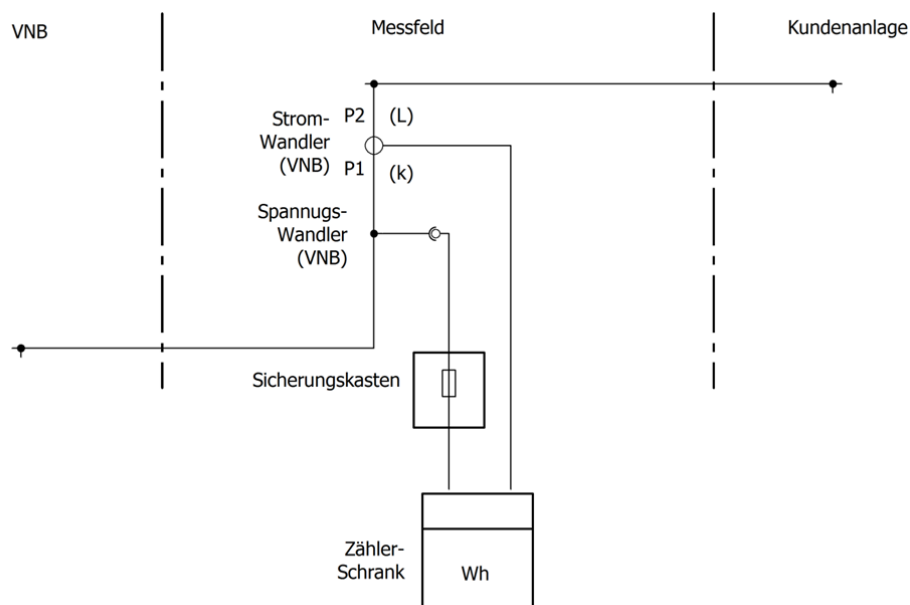 VNB
Messfeld
Kundenanlage
P2 (L)
Strom-
Wandler
(VNB)
P1 (k)
Spannugs-
Wandler
(VNB)
Sicherungskasten
Zähler-
Schrank
Wh